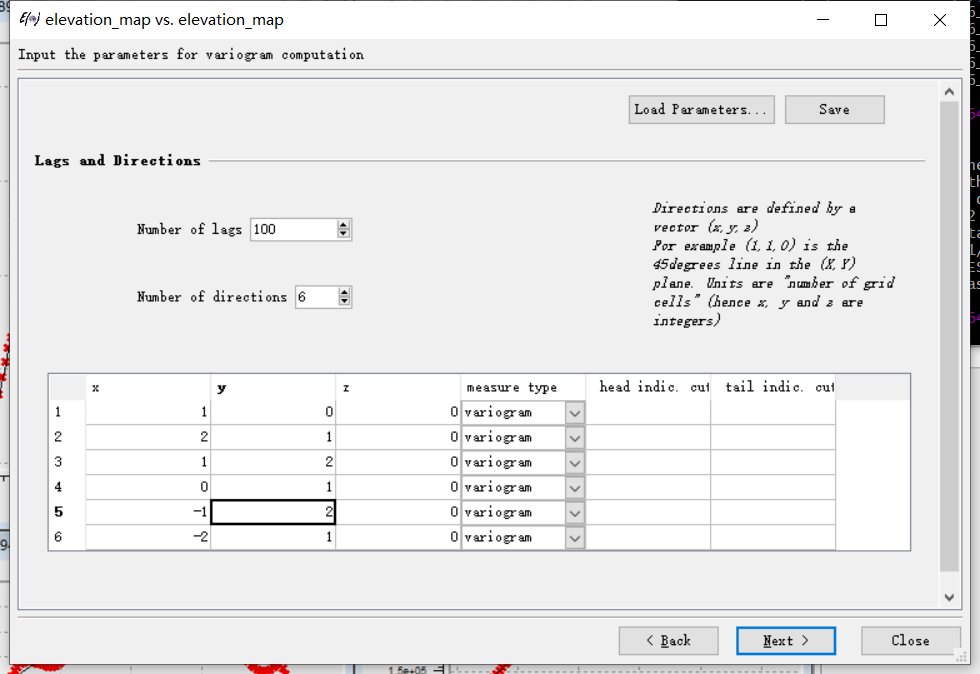 elevation_map vs. elevation_map
Input the parameters for variogram computation
Load Parameters... Save
Lags and Directions
Number of lags 100
Number of directions 6
Directions are defined by a
vector (x,y,z)
For example (1,1,0) is the
45degrees line in the (X,Y)
plane. Units are "number of grid
cells" (hence x, y and z are
integers)
x y z measure type head indic. cut tail indic. cut
1 1 0 0 variogram
2 2 1 0 variogram
3 1 2 0 variogram
4 0 1 0 variogram
5 -1 2 0 variogram
6 -2 1 0 variogram
< Back Next > Close
1.5e+05